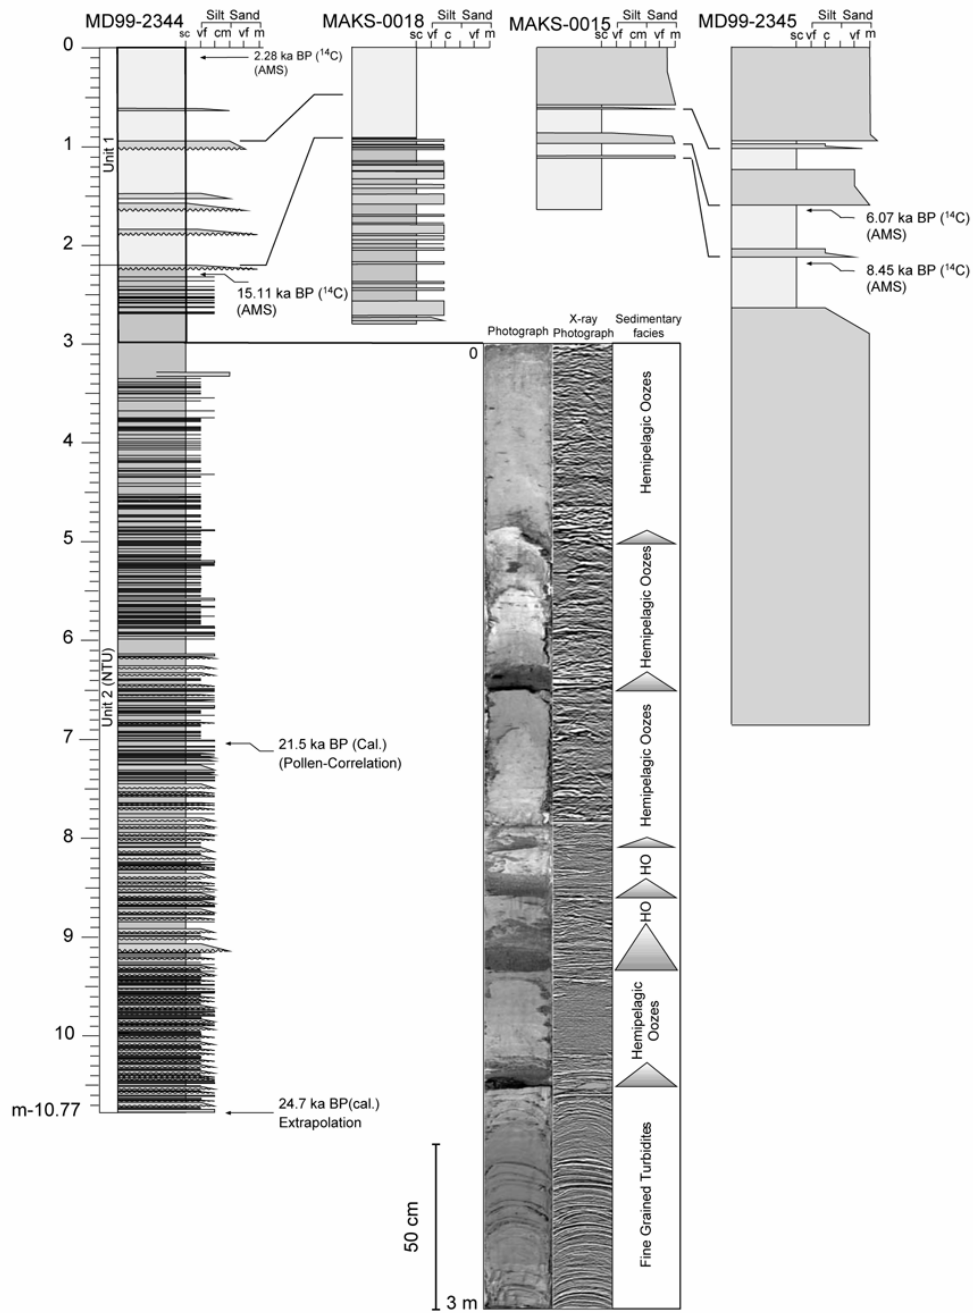 MD99-2344
Silt Sand
sc vf cm vf m
MAKS-0018
Silt Sand
sc vf c vf m
MAKS-0015
Silt Sand
sc vf cm vf m
MD99-2345
Silt Sand
sc vf c vf m
0
2.28 ka BP (¹⁴C)
(AMS)
Unit 1
1
2
6.07 ka BP (¹⁴C)
(AMS)
8.45 ka BP (¹⁴C)
(AMS)
15.11 ka BP (¹⁴C)
(AMS)
3
Photograph
X-ray
Photograph
Sedimentary
facies
0
4
5
6
7
8
9
10
m-10.77
Unit 2 (NTU)
21.5 ka BP (Cal.)
(Pollen-Correlation)
24.7 ka BP(cal.)
Extrapolation
Hemipelagic Oozes
Hemipelagic Oozes
Hemipelagic Oozes
HO
HO
Hemipelagic
Oozes
Fine Grained Turbidites
50 cm
3 m